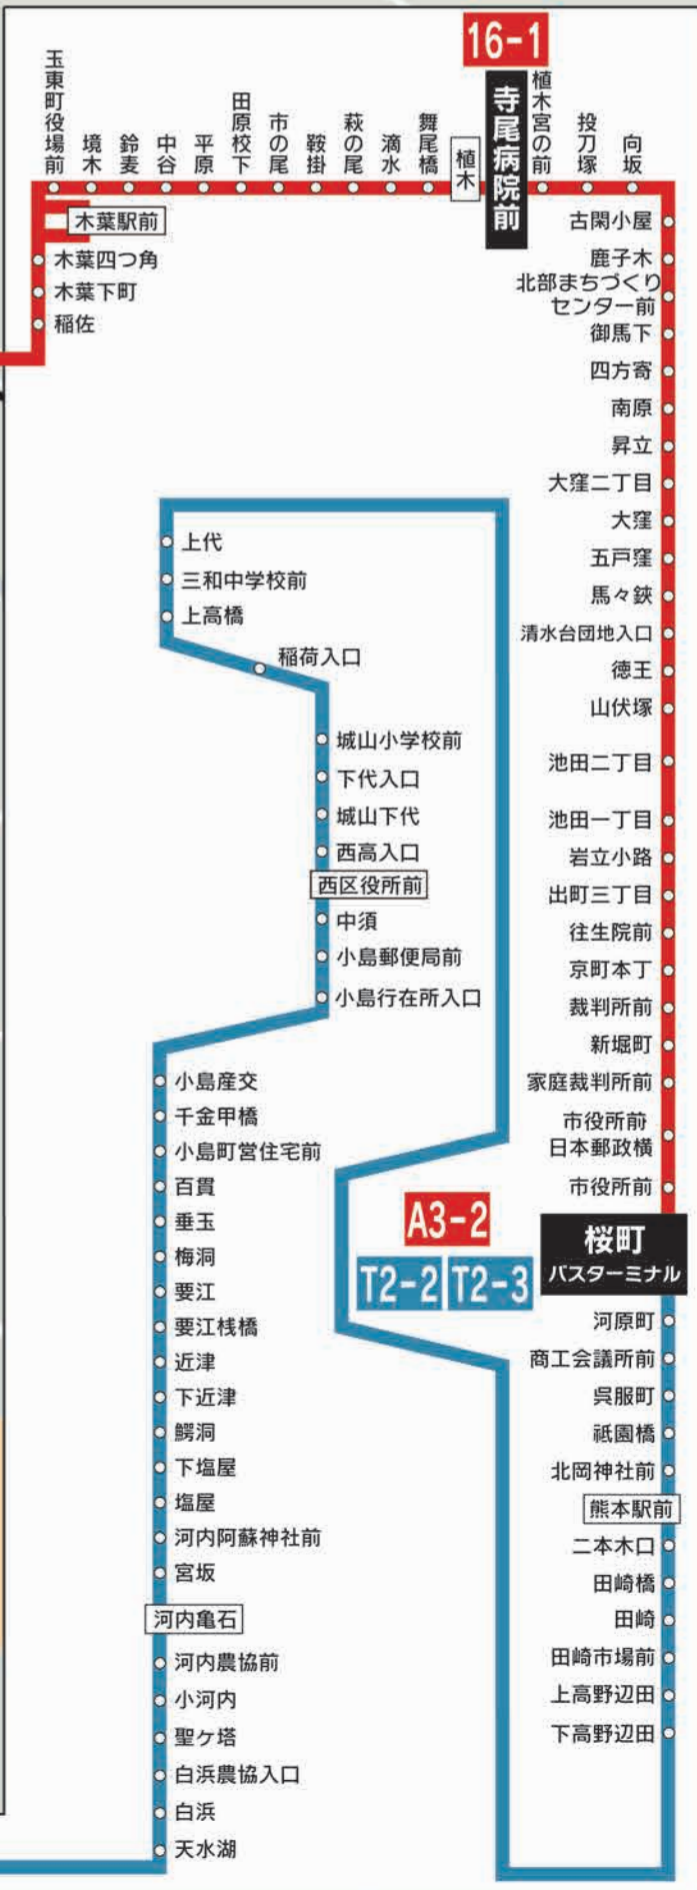 16-1
玉東町役場前
境木
鈴麦
中谷
平原
田原校下
市の尾
鞍掛
萩の尾
滴水
舞尾橋
植木
寺尾病院前
植木宮の前
投刀塚
向坂
木葉駅前
木葉四つ角
木葉下町
稲佐
古閑小屋
鹿子木
北部まちづくり
センター前
御馬下
四方寄
南原
昇立
大窪二丁目
大窪
五戸窪
馬々鋏
清水台団地入口
徳王
山伏塚
池田二丁目
池田一丁目
岩立小路
出町三丁目
往生院前
京町本丁
裁判所前
新堀町
家庭裁判所前
市役所前
日本郵政横
市役所前
桜町
バスターミナル
A3-2
T2-2
T2-3
河原町
商工会議所前
呉服町
祇園橋
北岡神社前
熊本駅前
二本木口
田崎橋
田崎
田崎市場前
上高野辺田
下高野辺田
上代
三和中学校前
上高橋
稲荷入口
城山小学校前
下代入口
城山下代
西高入口
西区役所前
中須
小島郵便局前
小島行在所入口
小島産交
千金甲橋
小島町営住宅前
百貫
垂玉
梅洞
要江
要江桟橋
近津
下近津
鰐洞
下塩屋
塩屋
河内阿蘇神社前
宮坂
河内亀石
河内農協前
小河内
聖ケ塔
白浜農協入口
白浜
天水湖